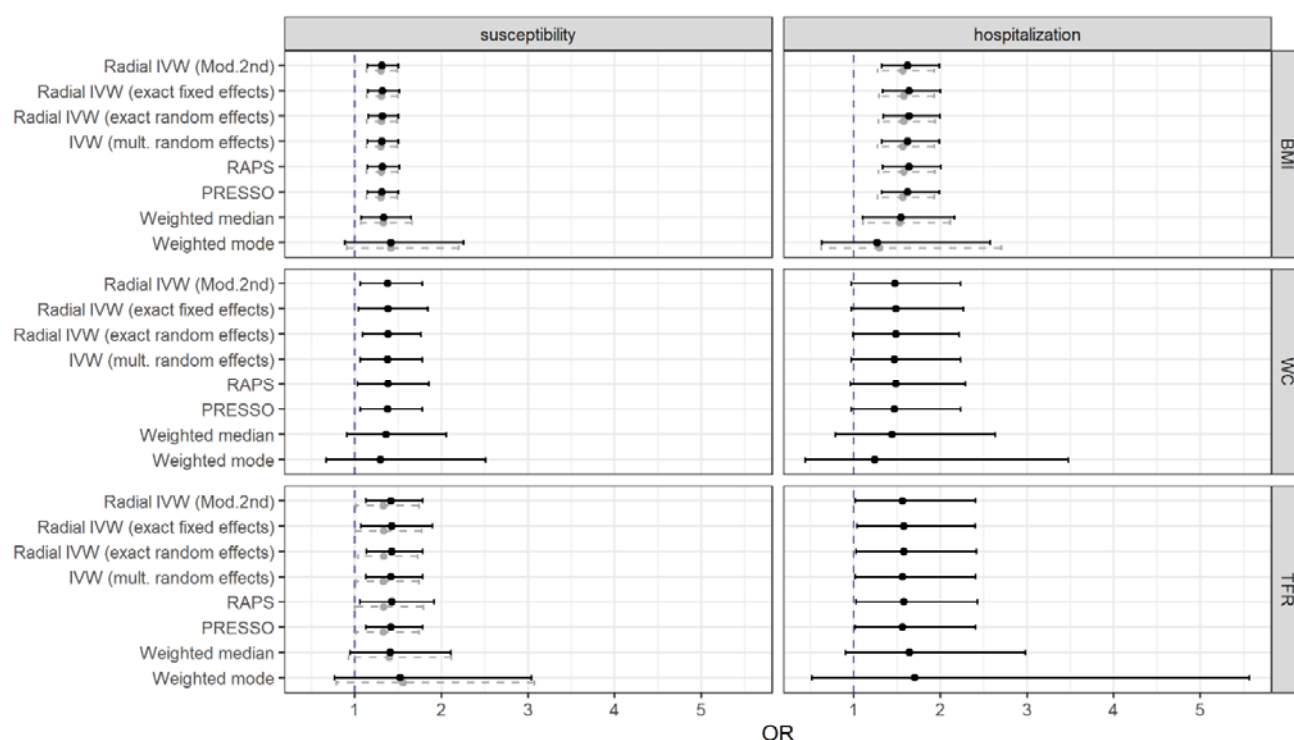 susceptibility
hospitalization
Radial IVW (Mod.2nd)
Radial IVW (exact fixed effects)
Radial IVW (exact random effects)
IVW (mult. random effects)
RAPS
PRESSO
Weighted median
Weighted mode
BMI
Radial IVW (Mod.2nd)
Radial IVW (exact fixed effects)
Radial IVW (exact random effects)
IVW (mult. random effects)
RAPS
PRESSO
Weighted median
Weighted mode
WC
Radial IVW (Mod.2nd)
Radial IVW (exact fixed effects)
Radial IVW (exact random effects)
IVW (mult. random effects)
RAPS
PRESSO
Weighted median
Weighted mode
TFR
1 2 3 4 5
1 2 3 4 5
OR